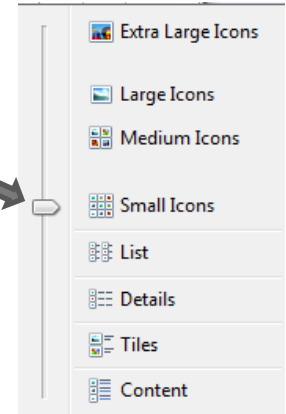 Extra Large Icons
Large Icons
Medium Icons
Small Icons
List
Details
Tiles
Content